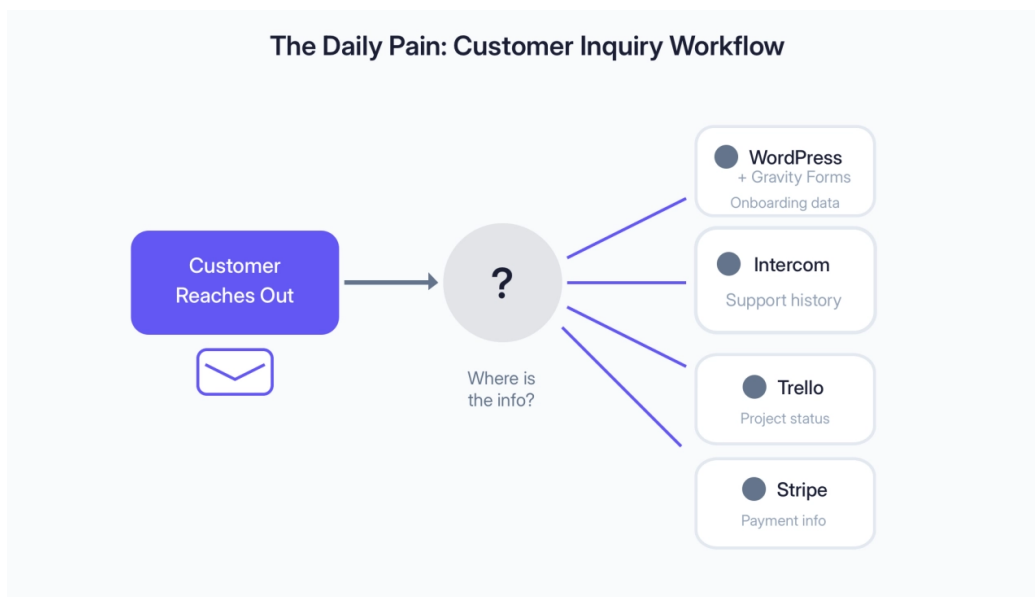 The Daily Pain: Customer Inquiry Workflow
Customer
Reaches Out
?
Where is
the info?
WordPress
+ Gravity Forms
Onboarding data
Intercom
Support history
Trello
Project status
Stripe
Payment info